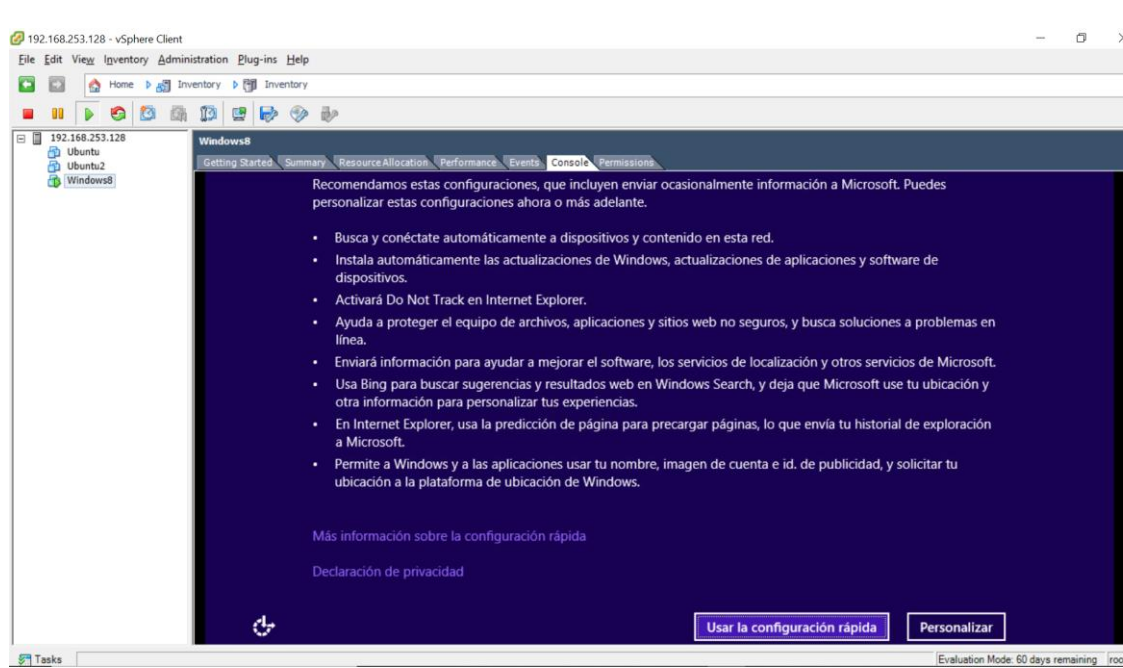 192.168.253.128 - vSphere Client
File Edit View Inventory Administration Plug-ins Help
Home Inventory Inventory
192.168.253.128
Ubuntu
Ubuntu2
Windows8
Windows8
Getting Started Summary Resource Allocation Performance Events Console Permissions
Recomendamos estas configuraciones, que incluyen enviar ocasionalmente información a Microsoft. Puedes
personalizar estas configuraciones ahora o más adelante.
• Busca y conéctate automáticamente a dispositivos y contenido en esta red.
• Instala automáticamente las actualizaciones de Windows, actualizaciones de aplicaciones y software de
dispositivos.
• Activará Do Not Track en Internet Explorer.
• Ayuda a proteger el equipo de archivos, aplicaciones y sitios web no seguros, y busca soluciones a problemas en
línea.
• Enviará información para ayudar a mejorar el software, los servicios de localización y otros servicios de Microsoft.
• Usa Bing para buscar sugerencias y resultados web en Windows Search, y deja que Microsoft use tu ubicación y
otra información para personalizar tus experiencias.
• En Internet Explorer, usa la predicción de página para precargar páginas, lo que envía tu historial de exploración
a Microsoft.
• Permite a Windows y a las aplicaciones usar tu nombre, imagen de cuenta e id. de publicidad, y solicitar tu
ubicación a la plataforma de ubicación de Windows.
Más información sobre la configuración rápida
Declaración de privacidad
Usar la configuración rápida Personalizar
Tasks Evaluation Mode: 60 days remaining